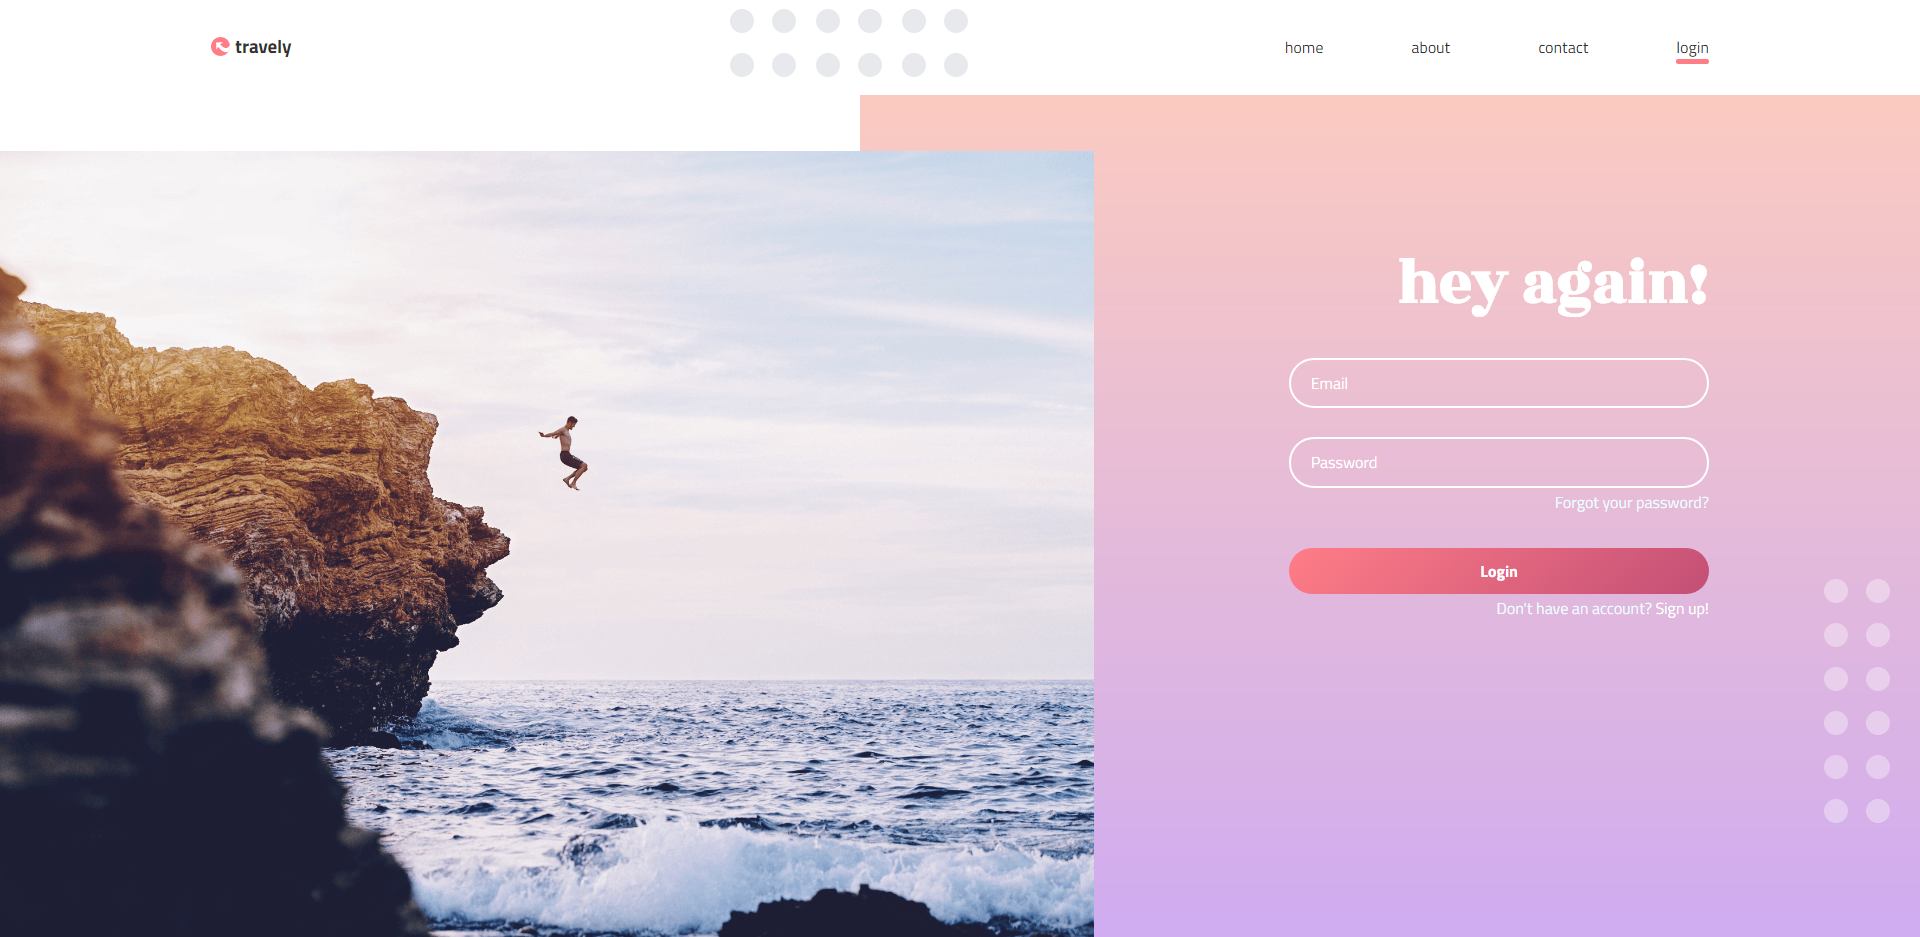 travely
home about contact login
hey again!
Email
Password
Forgot your password?
Login
Don't have an account? Sign up!